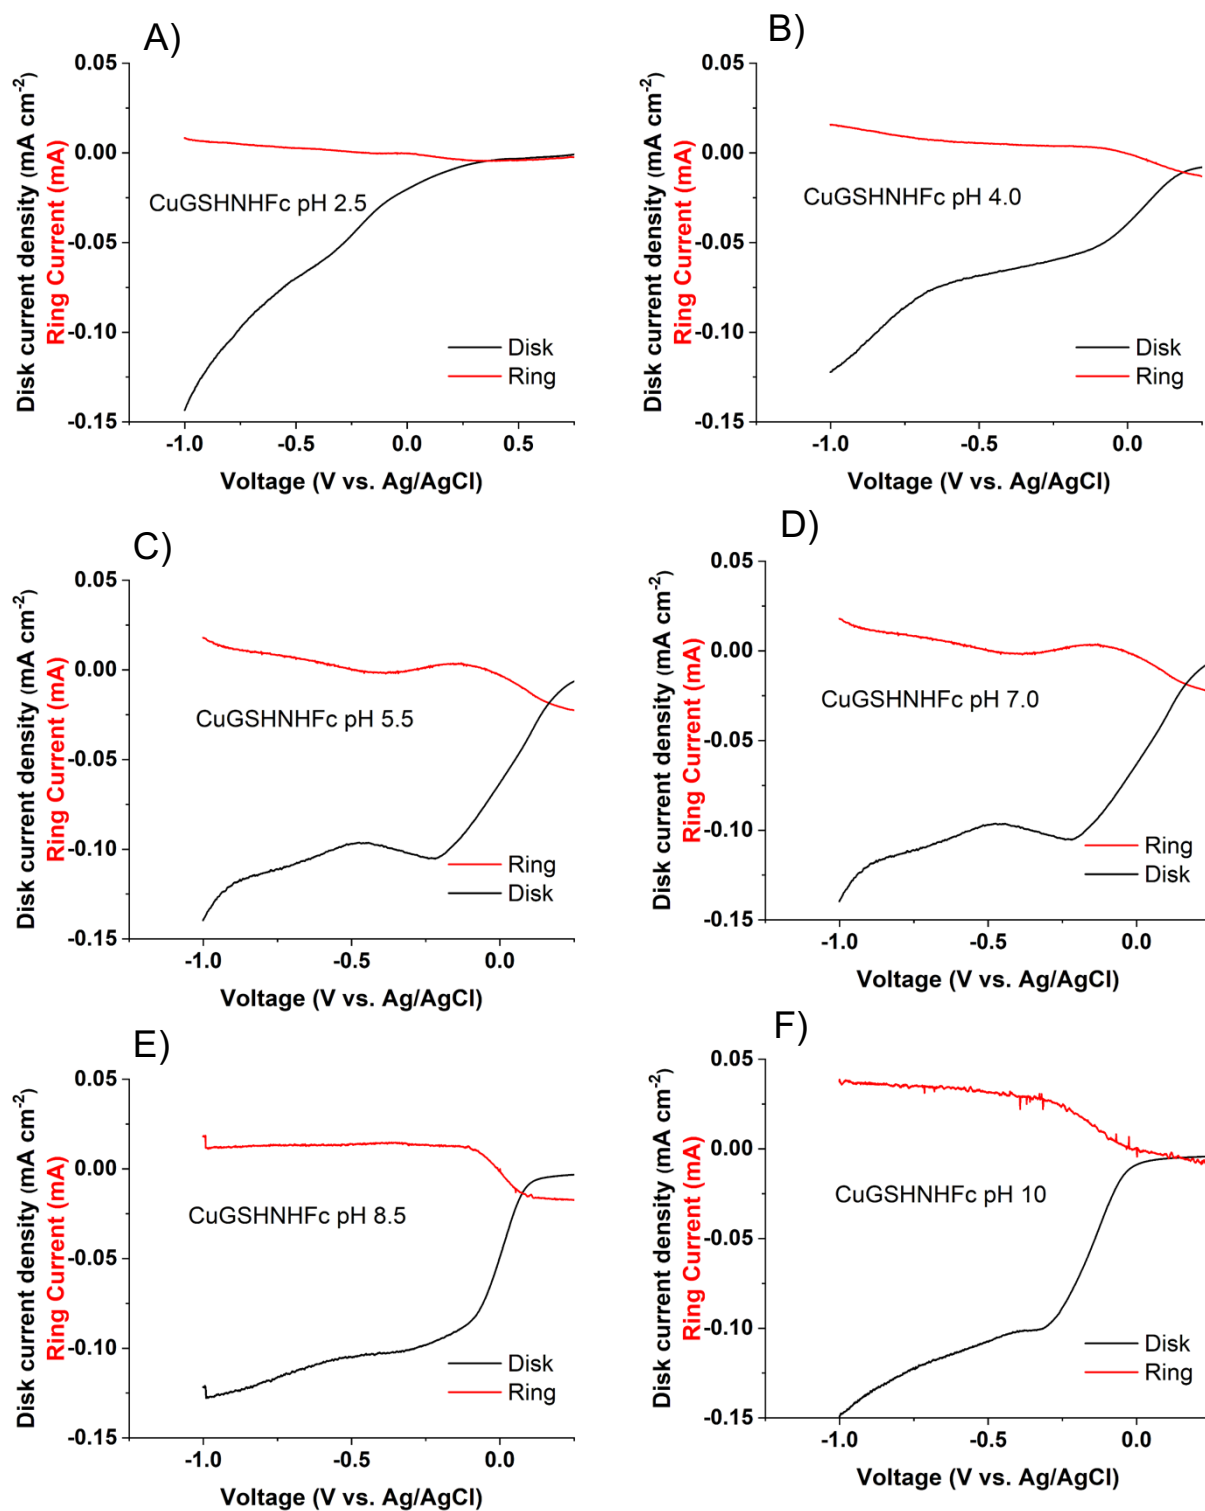 A)
Disk current density (mA cm-2)
Ring Current (mA)
0.05
0.00
-0.05
-0.10
-0.15
CuGSHNHFc pH 2.5
Disk
Ring
-1.0 -0.5 0.0 0.5
Voltage (V vs. Ag/AgCl)
B)
Disk current density (mA cm-2)
Ring Current (mA)
0.05
0.00
-0.05
-0.10
-0.15
CuGSHNHFc pH 4.0
Disk
Ring
-1.0 -0.5 0.0
Voltage (V vs. Ag/AgCl)
C)
Disk current density (mA cm-2)
Ring Current (mA)
0.05
0.00
-0.05
-0.10
-0.15
CuGSHNHFc pH 5.5
Ring
Disk
-1.0 -0.5 0.0
Voltage (V vs. Ag/AgCl)
D)
Disk current density (mA cm-2)
Ring Current (mA)
0.05
0.00
-0.05
-0.10
-0.15
CuGSHNHFc pH 7.0
Ring
Disk
-1.0 -0.5 0.0
Voltage (V vs. Ag/AgCl)
E)
Disk current density (mA cm-2)
Ring Current (mA)
0.05
0.00
-0.05
-0.10
-0.15
CuGSHNHFc pH 8.5
Disk
Ring
-1.0 -0.5 0.0
Voltage (V vs. Ag/AgCl)
F)
Disk current density (mA cm-2)
Ring Current (mA)
0.05
0.00
-0.05
-0.10
-0.15
CuGSHNHFc pH 10
Disk
Ring
-1.0 -0.5 0.0
Voltage (V vs. Ag/AgCl)